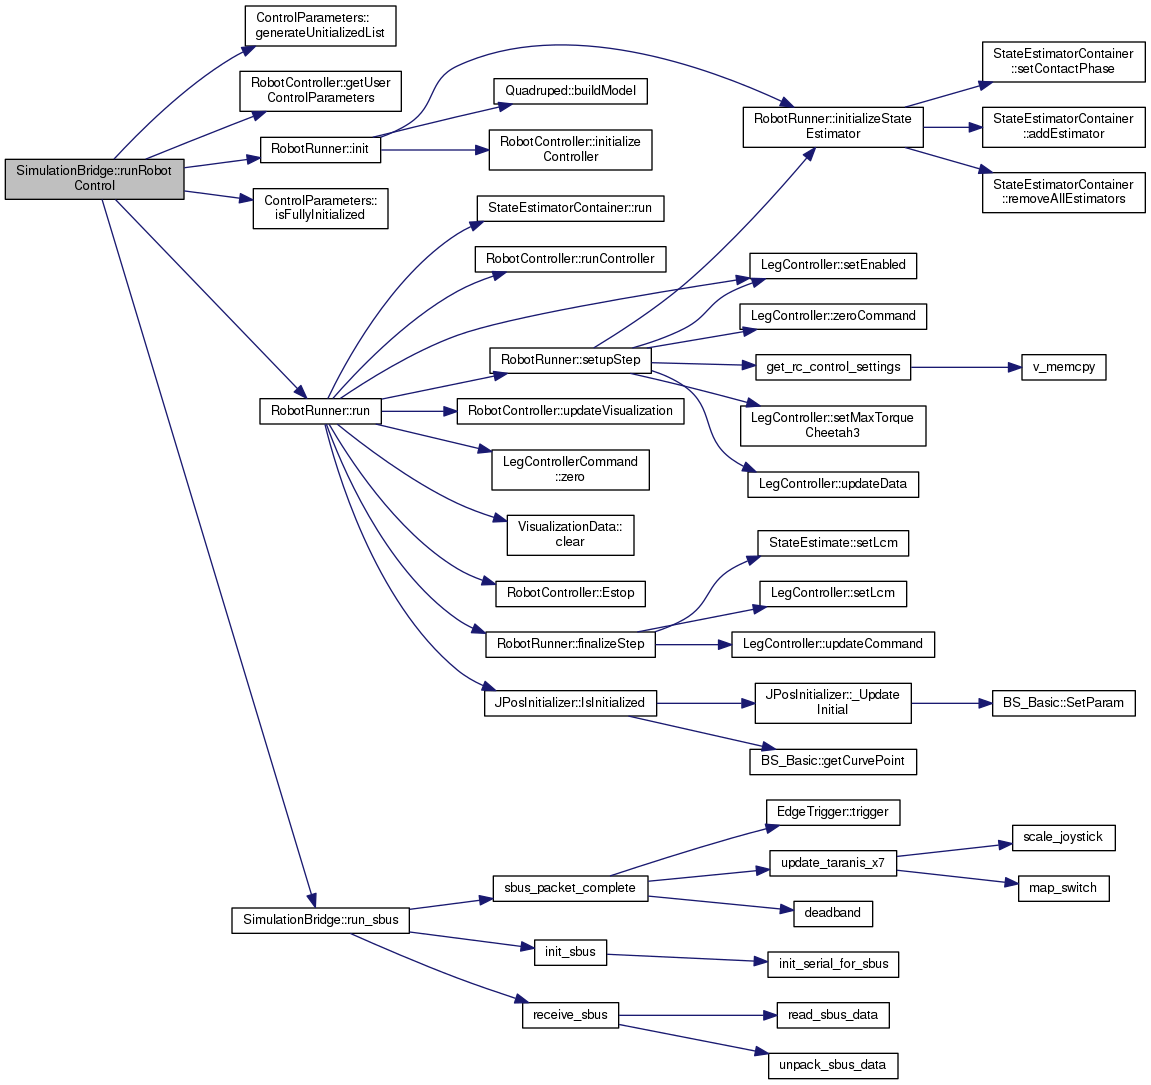 ControlParameters::
generateUnitializedList
RobotController::getUser
ControlParameters
RobotRunner::init
SimulationBridge::runRobot
Control
ControlParameters::
isFullyInitialized
Quadruped::buildModel
RobotController::initialize
Controller
RobotRunner::initializeState
Estimator
StateEstimatorContainer
::setContactPhase
StateEstimatorContainer
::addEstimator
StateEstimatorContainer
::removeAllEstimators
StateEstimatorContainer::run
RobotController::runController
LegController::setEnabled
LegController::zeroCommand
RobotRunner::setupStep
get_rc_control_settings
v_memcpy
RobotRunner::run
RobotController::updateVisualization
LegController::setMaxTorque
Cheetah3
LegControllerCommand
::zero
LegController::updateData
VisualizationData::
clear
StateEstimate::setLcm
RobotController::Estop
LegController::setLcm
RobotRunner::finalizeStep
LegController::updateCommand
JPosInitializer::IsInitialized
JPosInitializer::_Update
Initial
BS_Basic::SetParam
BS_Basic::getCurvePoint
EdgeTrigger::trigger
scale_joystick
update_taranis_x7
sbus_packet_complete
map_switch
deadband
SimulationBridge::run_sbus
init_sbus
init_serial_for_sbus
receive_sbus
read_sbus_data
unpack_sbus_data